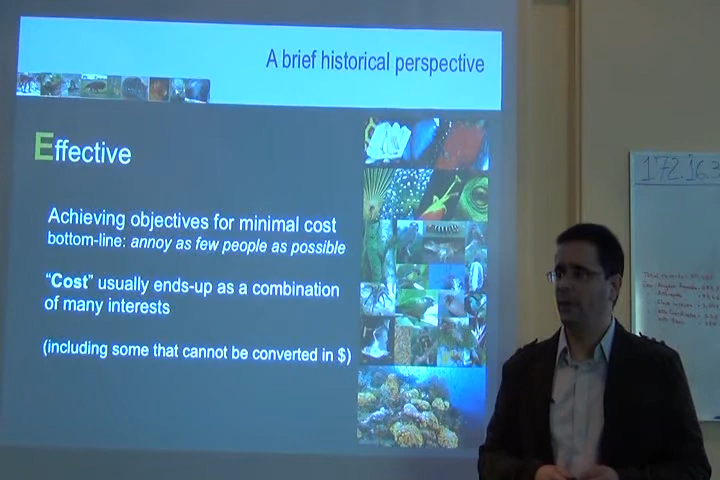 A brief historical perspective
Effective
Achieving objectives for minimal cost
bottom-line: annoy as few people as possible
“Cost” usually ends-up as a combination
of many interests
(including some that cannot be converted in $)
172.16.3